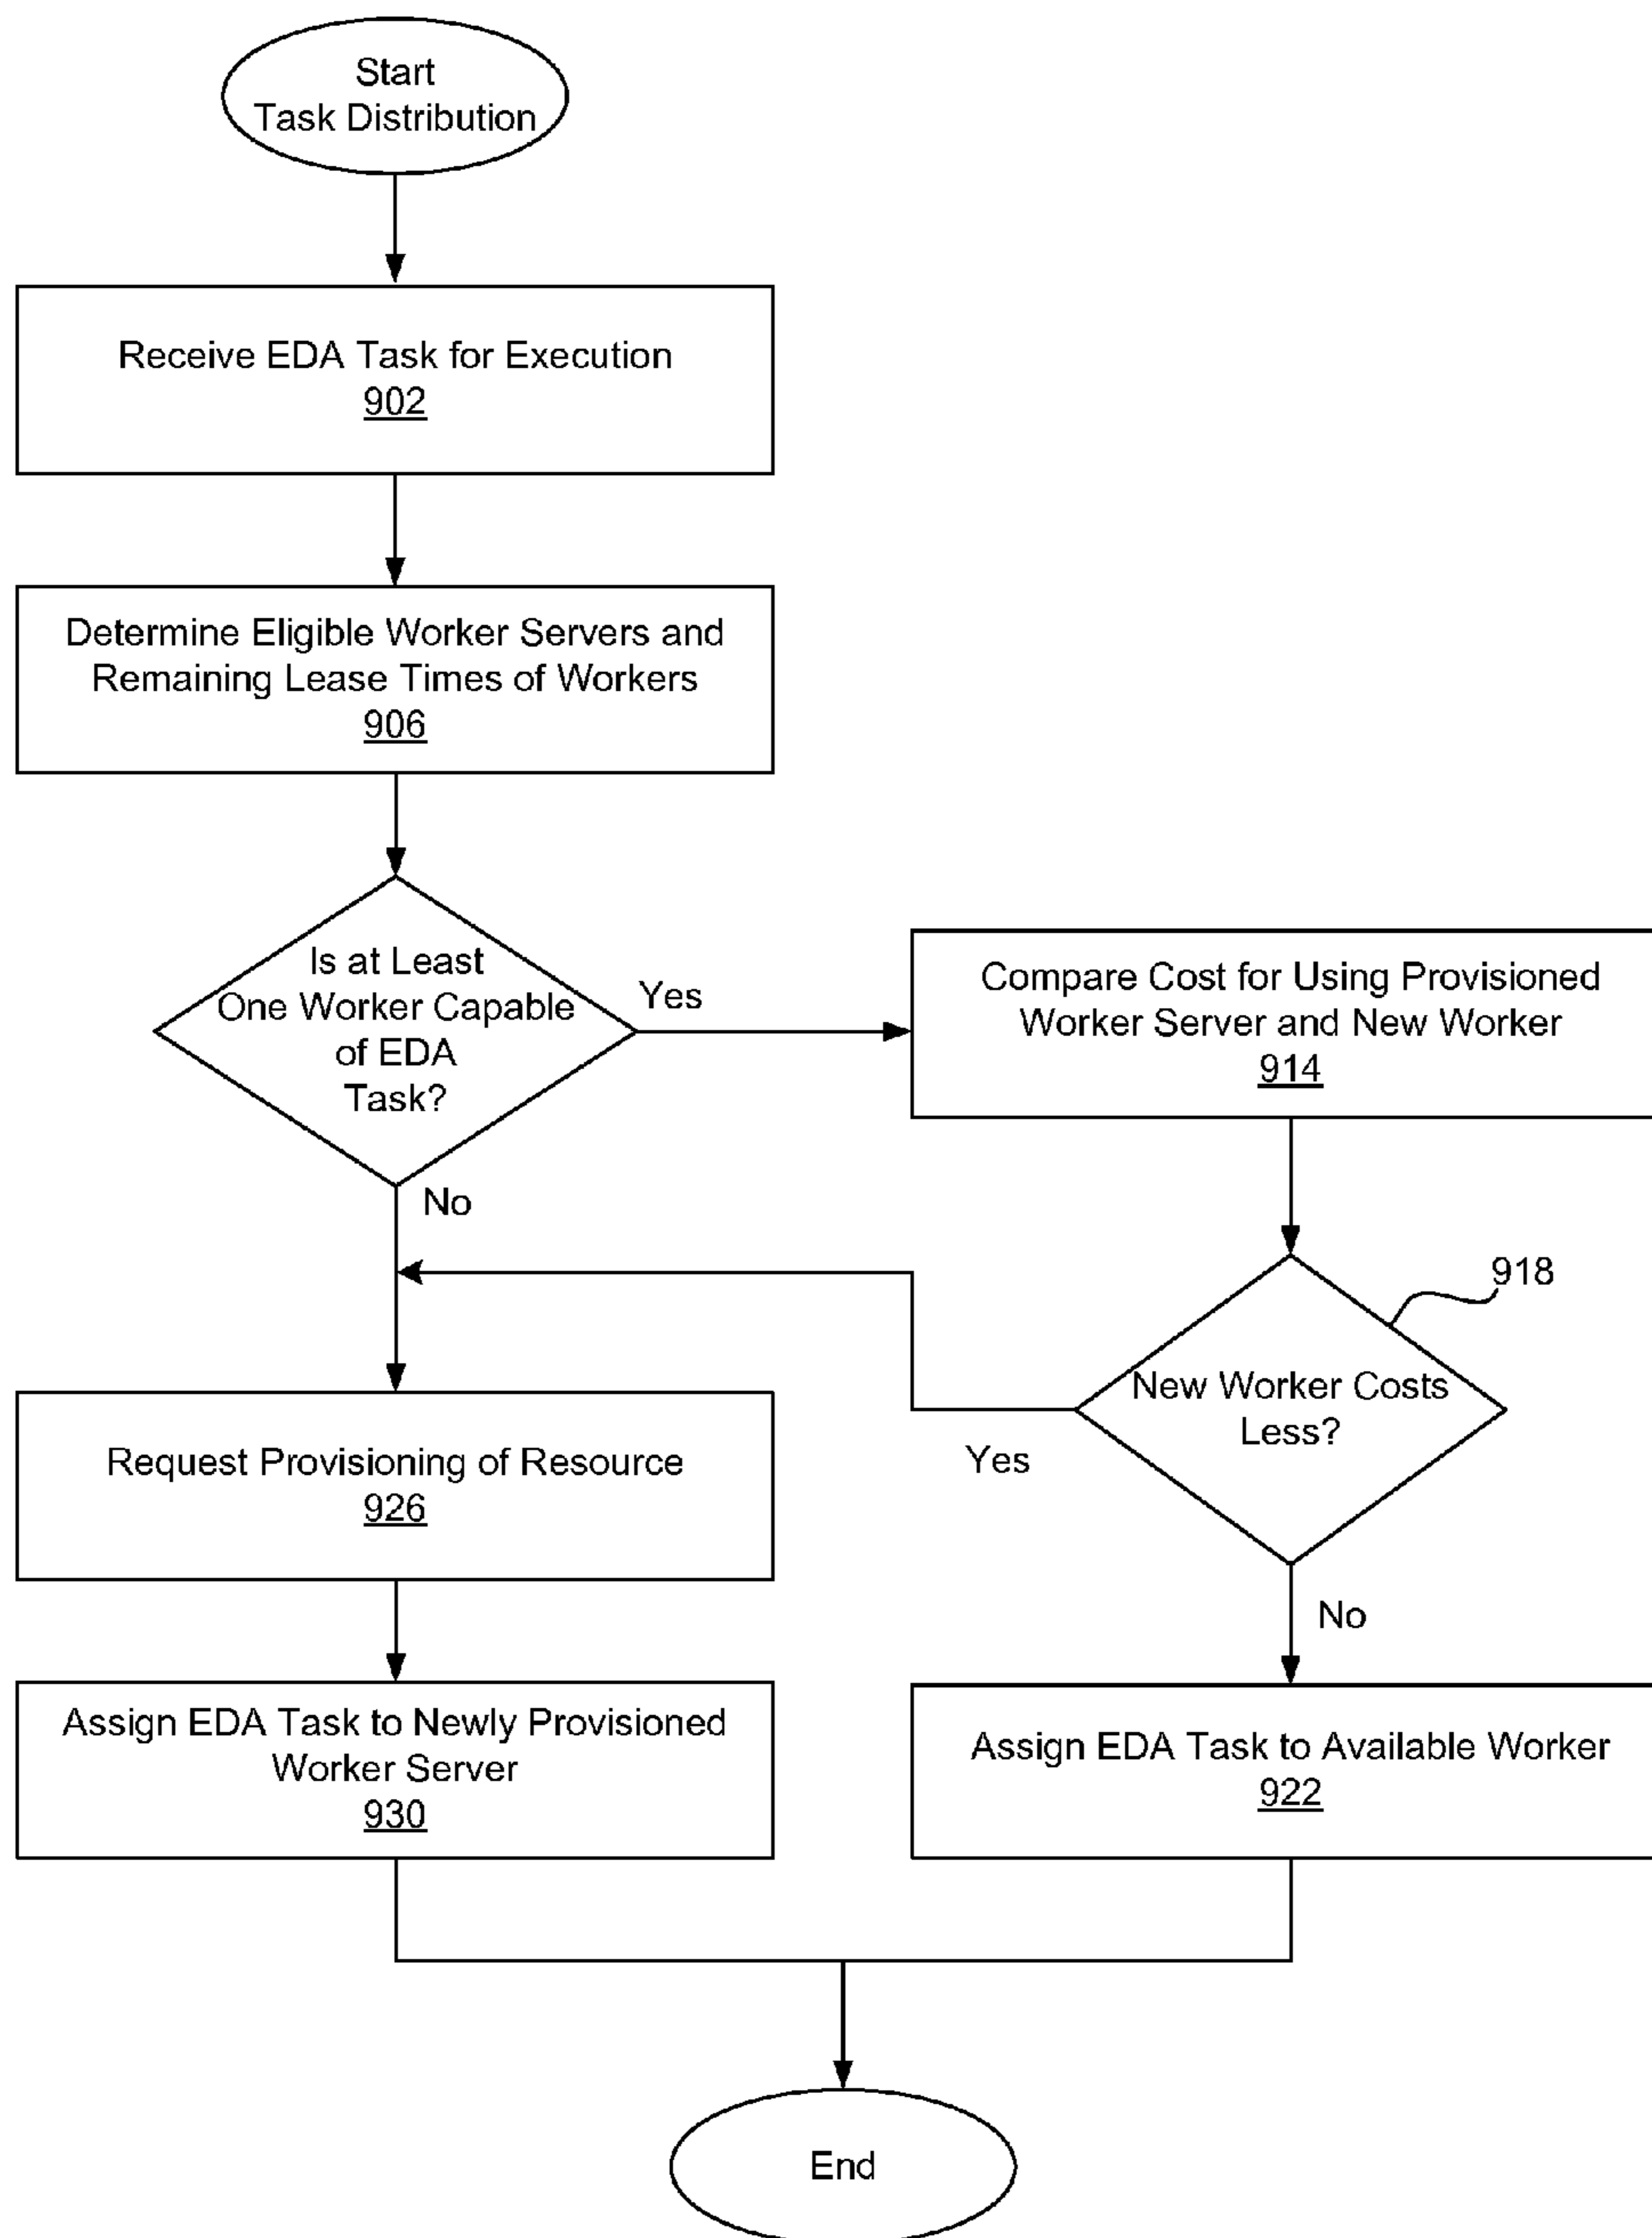 Start
Task Distribution
Receive EDA Task for Execution
902
Determine Eligible Worker Servers and
Remaining Lease Times of Workers
906
Is at Least
One Worker Capable
of EDA
Task?
Yes
No
Compare Cost for Using Provisioned
Worker Server and New Worker
914
918
New Worker Costs
Less?
Yes
No
Request Provisioning of Resource
926
Assign EDA Task to Newly Provisioned
Worker Server
930
Assign EDA Task to Available Worker
922
End